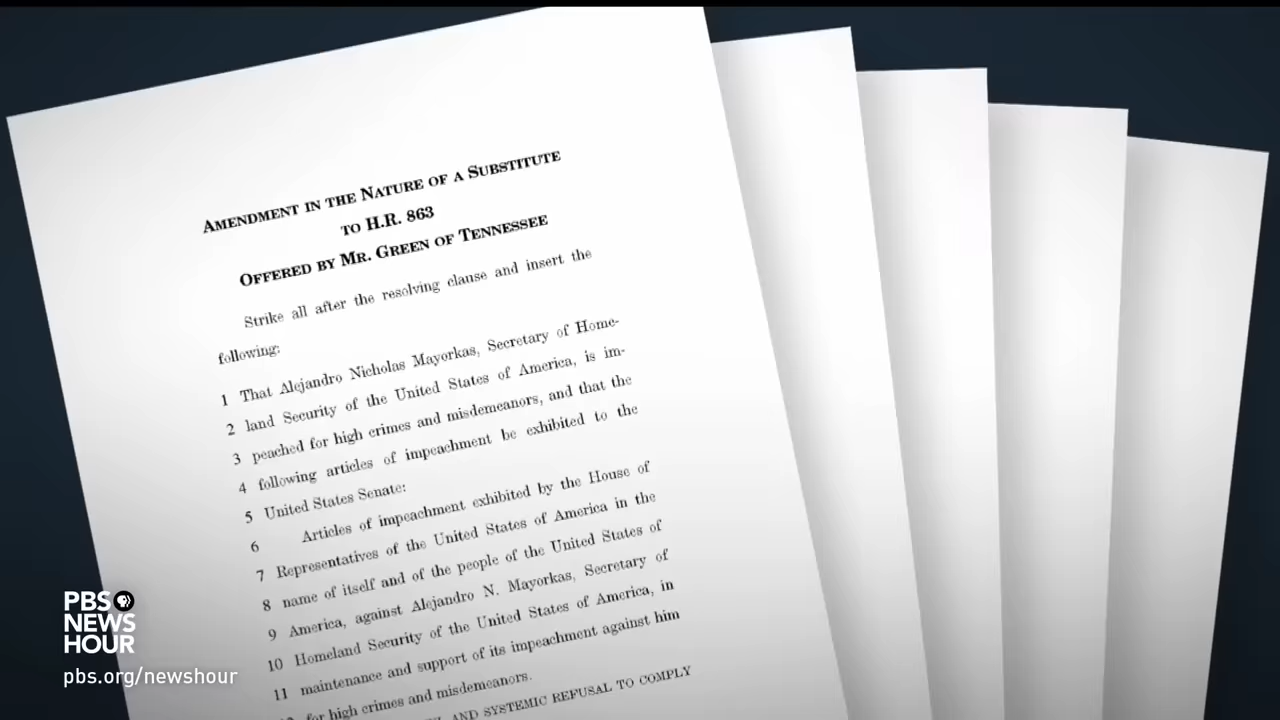 AMENDMENT IN THE NATURE OF A SUBSTITUTE
TO H.R. 863
OFFERED BY MR. GREEN OF TENNESSEE
Strike all after the resolving clause and insert the
following:
1 That Alejandro Nicholas Mayorkas, Secretary of Home-
2 land Security of the United States of America, is im-
3 peached for high crimes and misdemeanors, and that the
4 following articles of impeachment be exhibited to the
5 United States Senate:
6 Articles of impeachment exhibited by the House of
7 Representatives of the United States of America in the
8 name of itself and of the people of the United States of
9 America, against Alejandro N. Mayorkas, Secretary of
10 Homeland Security of the United States of America, in
11 maintenance and support of its impeachment against him
for high crimes and misdemeanors.
AND SYSTEMIC REFUSAL TO COMPLY
PBS
NEWS
HOUR
pbs.org/newshour